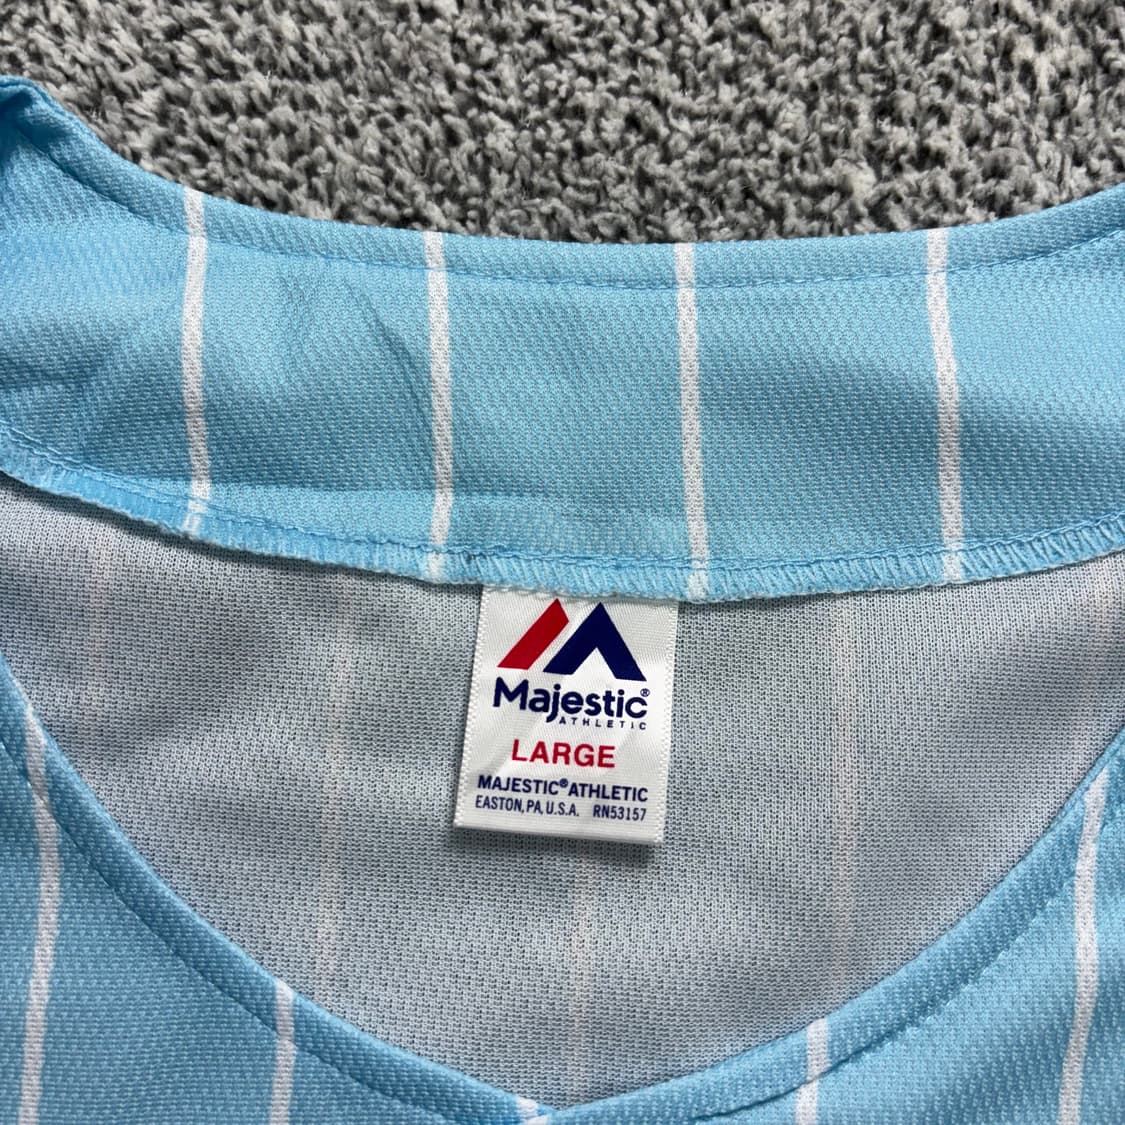 Majestic®
ATHLETIC
LARGE
MAJESTIC®ATHLETIC
EASTON, PA, U.S.A. RN53157